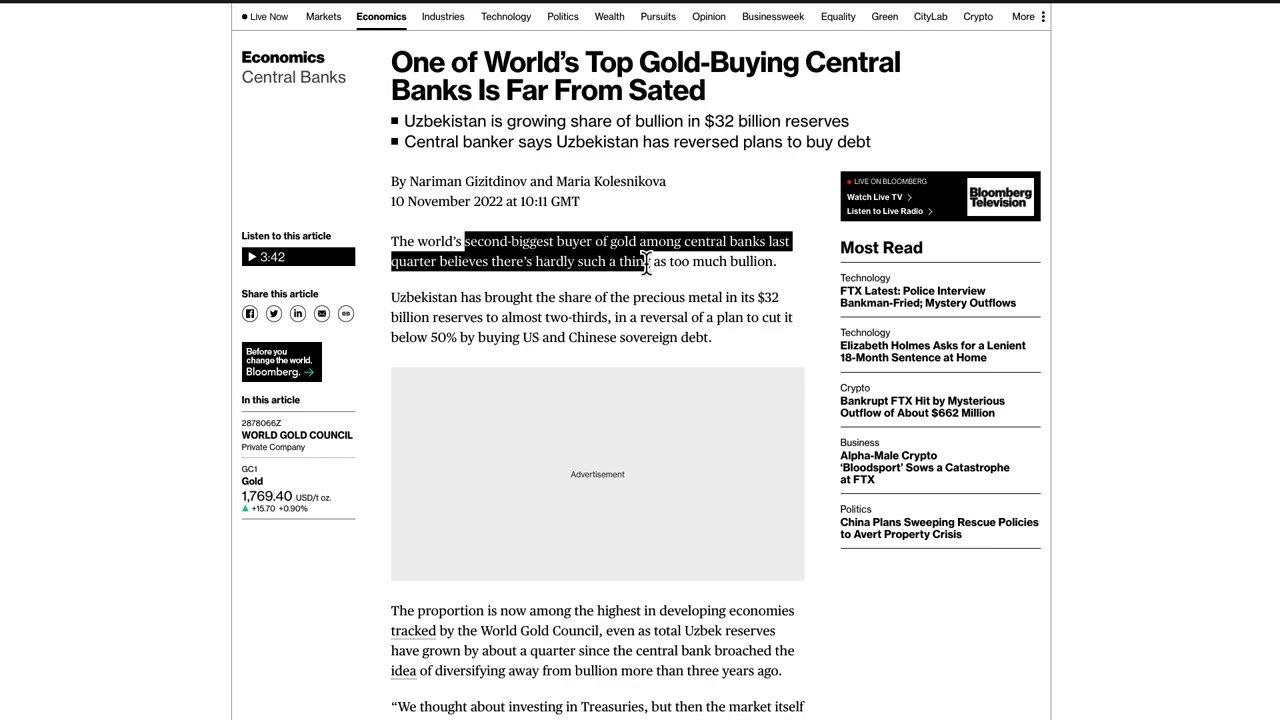 Live Now Markets Economics Industries Technology Politics Wealth Pursuits Opinion Businessweek Equality Green CityLab Crypto More
Economics
Central Banks
One of World's Top Gold-Buying Central
Banks Is Far From Sated
Uzbekistan is growing share of bullion in $32 billion reserves
Central banker says Uzbekistan has reversed plans to buy debt
By Nariman Gizitdinov and Maria Kolesnikova
10 November 2022 at 10:11 GMT
Listen to this article
3:42
Share this article
Before you
change the world.
Bloomberg.
In this article
2878066Z
WORLD GOLD COUNCIL
Private Company
GC1
Gold
1,769.40 USD/t oz.
+15.70 +0.90%
The world's second-biggest buyer of gold among central banks last
quarter believes there's hardly such a thing as too much bullion.
Uzbekistan has brought the share of the precious metal in its $32
billion reserves to almost two-thirds, in a reversal of a plan to cut it
below 50% by buying US and Chinese sovereign debt.
Advertisement
The proportion is now among the highest in developing economies
tracked by the World Gold Council, even as total Uzbek reserves
have grown by about a quarter since the central bank broached the
idea of diversifying away from bullion more than three years ago.
“We thought about investing in Treasuries, but then the market itself
LIVE ON BLOOMBERG
Watch Live TV
Listen to Live Radio
Bloomberg
Television
Most Read
Technology
FTX Latest: Police Interview
Bankman-Fried; Mystery Outflows
Technology
Elizabeth Holmes Asks for a Lenient
18-Month Sentence at Home
Crypto
Bankrupt FTX Hit by Mysterious
Outflow of About $662 Million
Business
Alpha-Male Crypto
‘Bloodsport’ Sows a Catastrophe
at FTX
Politics
China Plans Sweeping Rescue Policies
to Avert Property Crisis